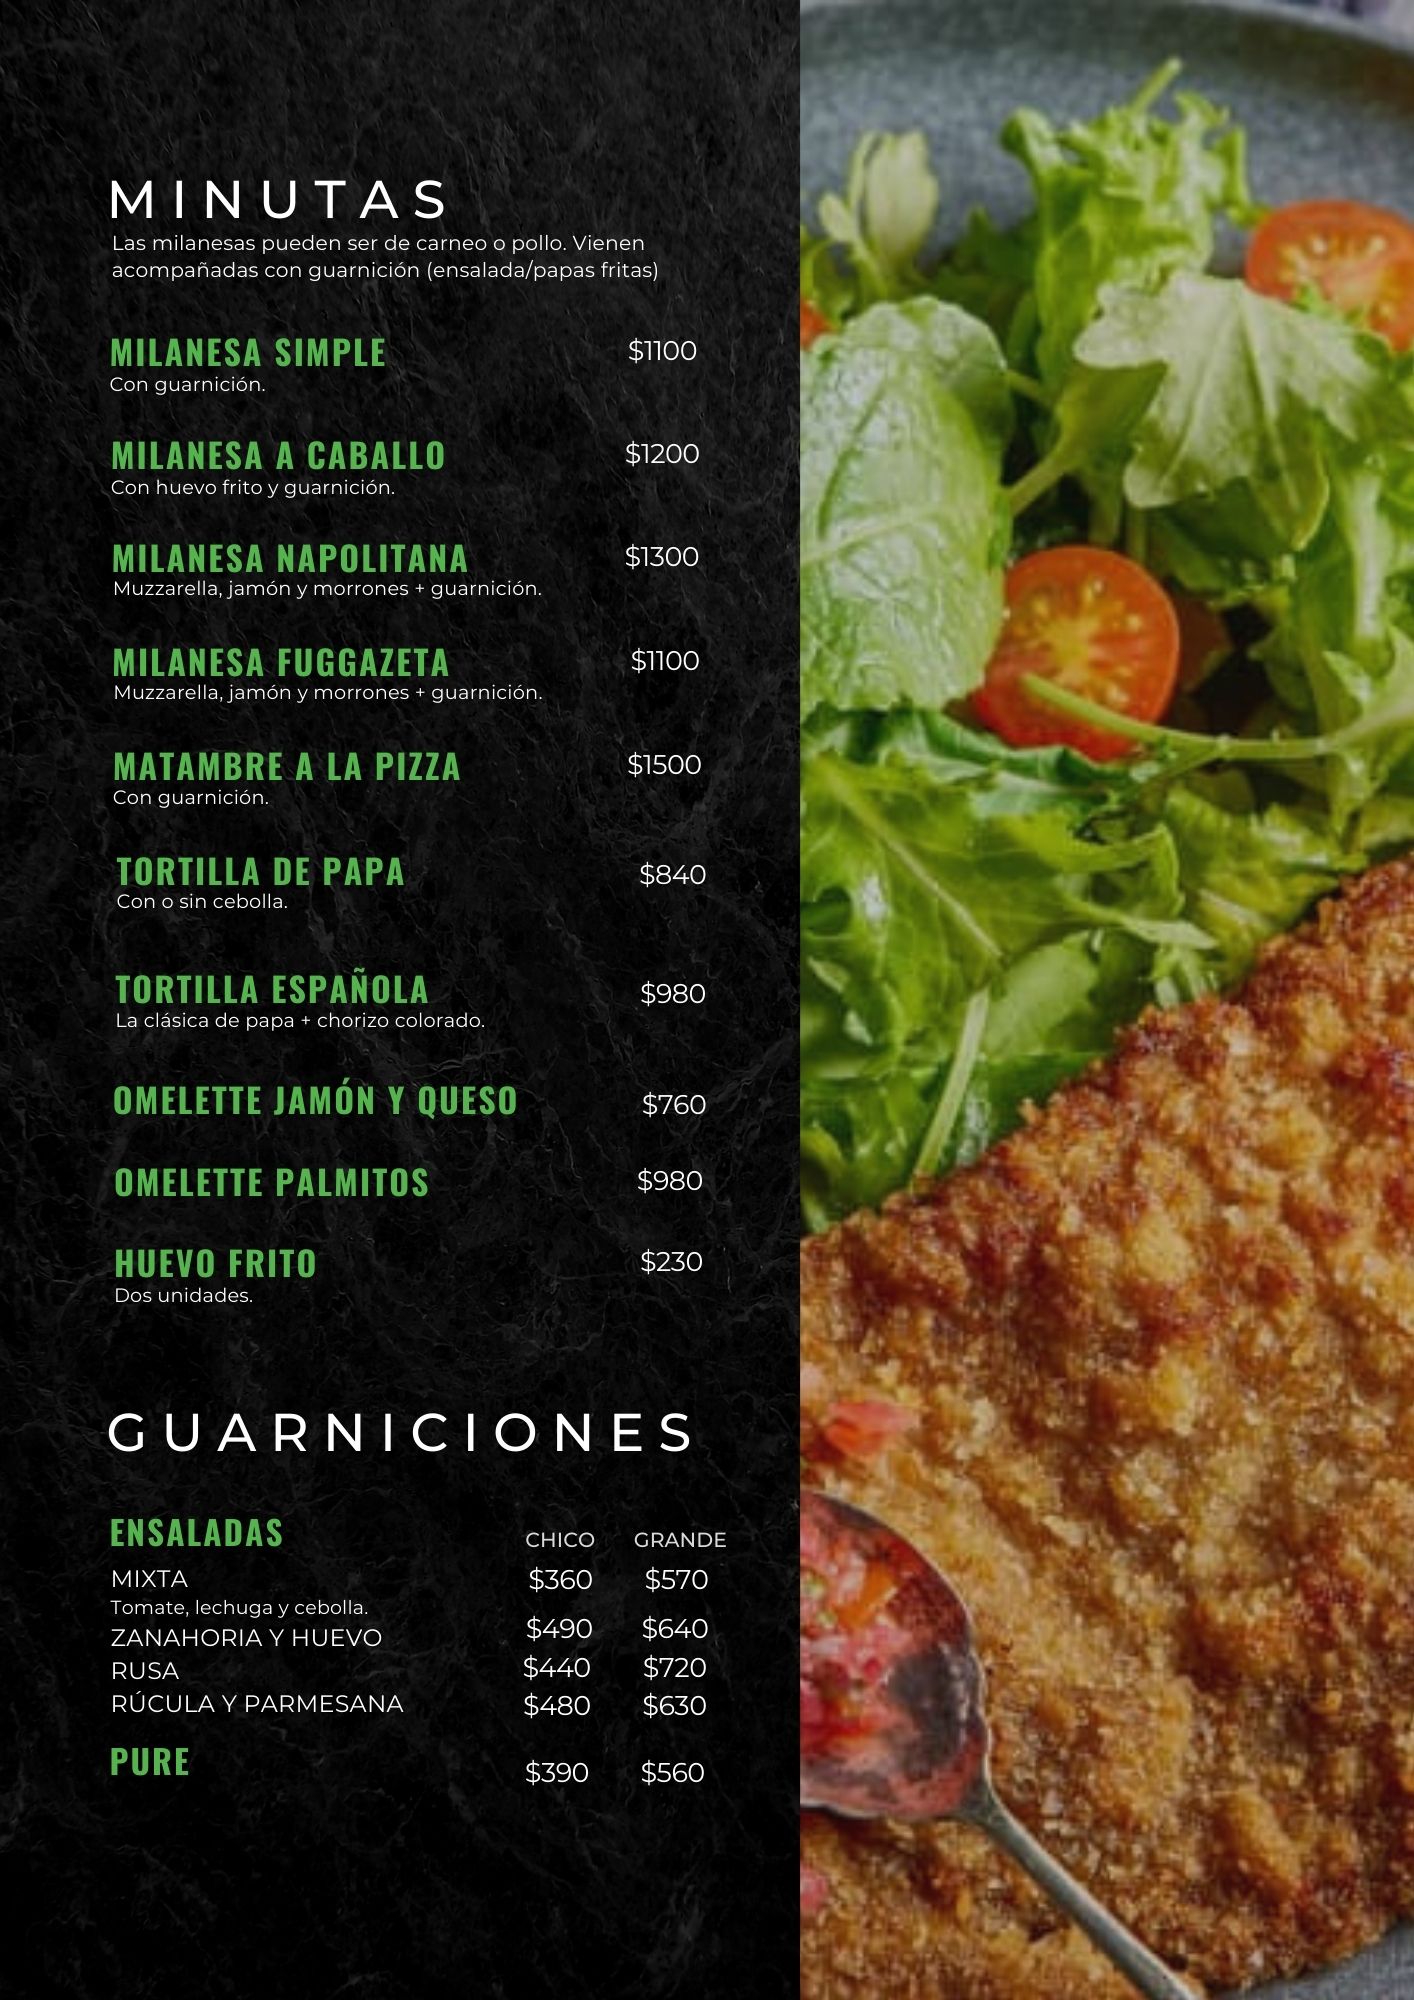 MINUTAS
Las milanesas pueden ser de carneo o pollo. Vienen
acompañadas con guarnición (ensalada/papas fritas)
MILANESA SIMPLE $1100
Con guarnición.
MILANESA A CABALLO $1200
Con huevo frito y guarnición.
MILANESA NAPOLITANA $1300
Muzzarella, jamón y morrones + guarnición.
MILANESA FUGGAZETA $1100
Muzzarella, jamón y morrones + guarnición.
MATAMBRE A LA PIZZA $1500
Con guarnición.
TORTILLA DE PAPA $840
Con o sin cebolla.
TORTILLA ESPAÑOLA $980
La clásica de papa + chorizo colorado.
OMELETTE JAMÓN Y QUESO $760
OMELETTE PALMITOS $980
HUEVO FRITO $230
Dos unidades.
GUARNICIONES
ENSALADAS CHICO GRANDE
MIXTA $360 $570
Tomate, lechuga y cebolla.
ZANAHORIA Y HUEVO $490 $640
RUSA $440 $720
RÚCULA Y PARMESANA $480 $630
PURE $390 $560